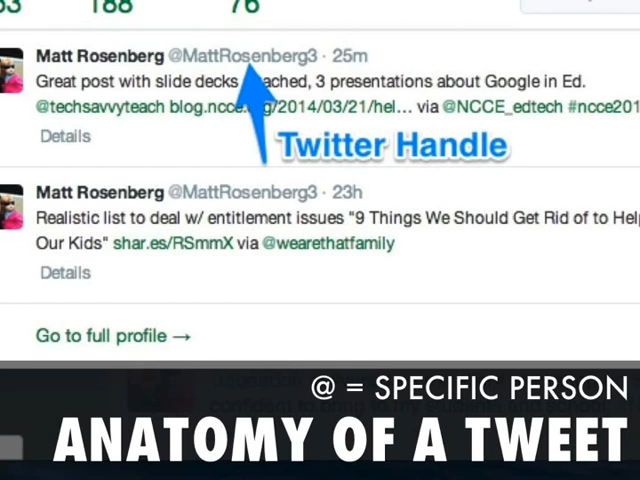 188
76
Matt Rosenberg @MattRosenberg3 · 25m
Great post with slide decks attached, 3 presentations about Google in Ed.
@techsavvyteach blog.ncce.org/2014/03/21/hel... via @NCCE_edtech #ncce201
Details
Twitter Handle
Matt Rosenberg @MattRosenberg3 · 23h
Realistic list to deal w/ entitlement issues "9 Things We Should Get Rid of to Hel
Our Kids" shar.es/RSmmX via @wearethatfamily
Details
Go to full profile →
@ = SPECIFIC PERSON
ANATOMY OF A TWEET